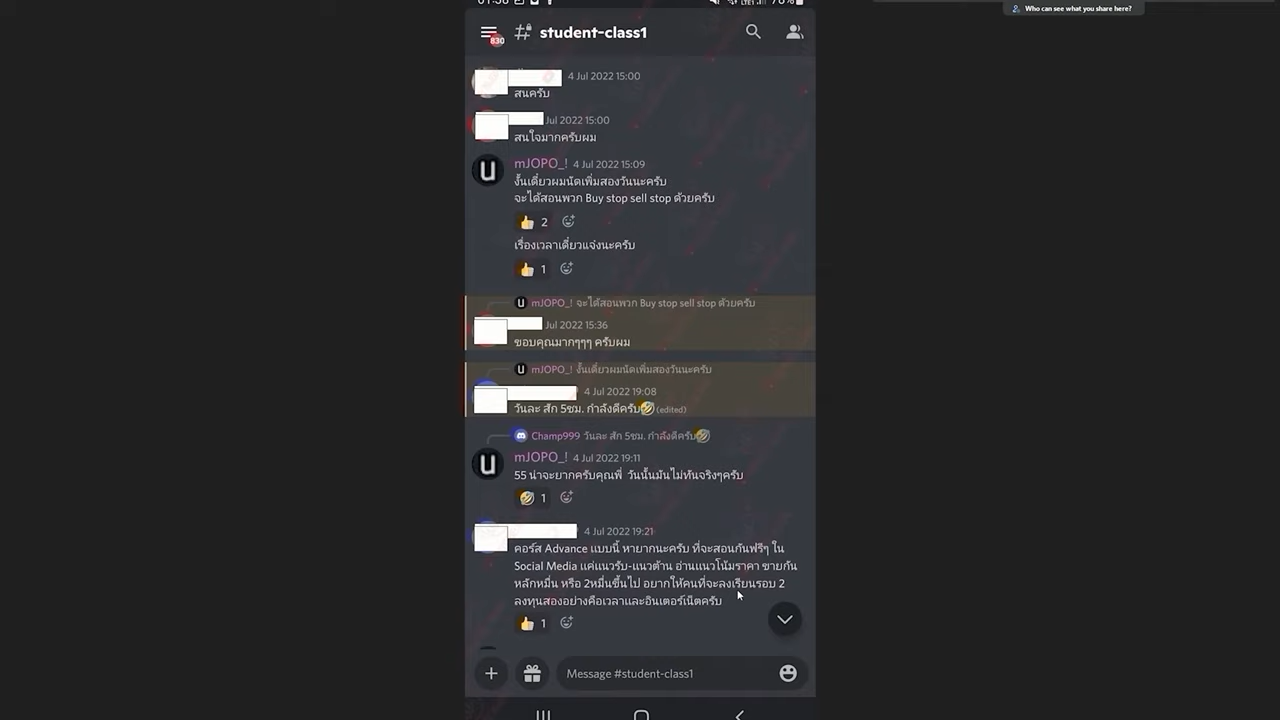 Who can see what you share here?
# student-class1
830
4 Jul 2022 15:00
สนครับ
Jul 2022 15:00
สนใจมากครับผม
mJOPO_! 4 Jul 2022 15:09
งั้นเดี๋ยวผมนัดเพิ่มสองวันนะครับ
จะได้สอนพวก Buy stop sell stop ด้วยครับ
2
เรื่องเวลาเดี๋ยวแจ่งนะครับ
1
mJOPO_! จะได้สอนพวก Buy stop sell stop ด้วยครับ
Jul 2022 15:36
ขอบคุณมากๆๆๆ ครับผม
mJOPO_! งั้นเดี๋ยวผมนัดเพิ่มสองวันนะครับ
4 Jul 2022 19:08
วันละ สัก 5ชม. กำลังดีครับ🤣 (edited)
Champ999 วันละ สัก 5ชม. กำลังดีครับ🤣
mJOPO_! 4 Jul 2022 19:11
55 น่าจะยากครับคุณพี่ วันนั้นมันไม่ทันจริงๆครับ
1
4 Jul 2022 19:21
คอร์ส Advance แบบนี้ หายากนะครับ ที่จะสอนกันฟรีๆ ใน
Social Media แค่แนวรับ-แนวต้าน อ่านแนวโน้มราคา ขายกัน
หลักหมื่น หรือ 2หมื่นขึ้นไป อยากให้คนที่จะลงเรียนรอบ 2
ลงทุนสองอย่างคือเวลาและอินเตอร์เน็ตครับ
1
Message #student-class1